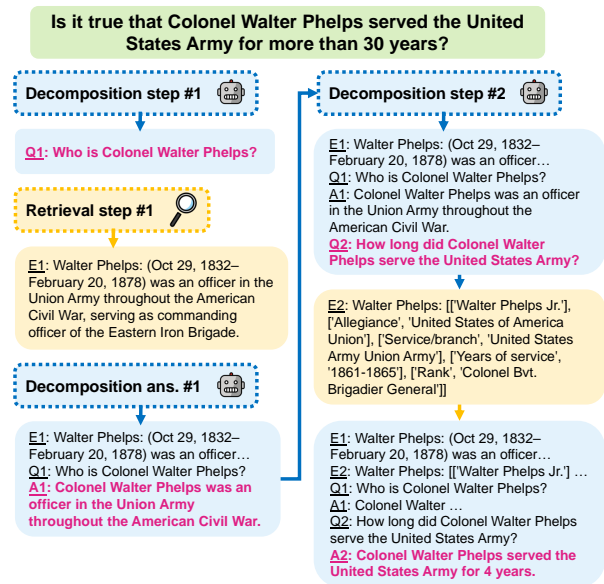 Is it true that Colonel Walter Phelps served the United
States Army for more than 30 years?
Decomposition step #1
Q1: Who is Colonel Walter Phelps?
Retrieval step #1
E1: Walter Phelps: (Oct 29, 1832–
February 20, 1878) was an officer in the
Union Army throughout the American
Civil War, serving as commanding
officer of the Eastern Iron Brigade.
Decomposition ans. #1
E1: Walter Phelps: (Oct 29, 1832–
February 20, 1878) was an officer…
Q1: Who is Colonel Walter Phelps?
A1: Colonel Walter Phelps was an
officer in the Union Army
throughout the American Civil War.
Decomposition step #2
E1: Walter Phelps: (Oct 29, 1832–
February 20, 1878) was an officer…
Q1: Who is Colonel Walter Phelps?
A1: Colonel Walter Phelps was an officer
in the Union Army throughout the
American Civil War.
Q2: How long did Colonel Walter
Phelps serve the United States Army?
E2: Walter Phelps: [['Walter Phelps Jr.'],
['Allegiance', 'United States of America
Union'], ['Service/branch', 'United States
Army Union Army'], ['Years of service',
'1861-1865'], ['Rank', 'Colonel Bvt.
Brigadier General']]
E1: Walter Phelps: (Oct 29, 1832–
February 20, 1878) was an officer…
E2: Walter Phelps: [['Walter Phelps Jr.'] …
Q1: Who is Colonel Walter Phelps?
A1: Colonel Walter …
Q2: How long did Colonel Walter Phelps
serve the United States Army?
A2: Colonel Walter Phelps served the
United States Army for 4 years.